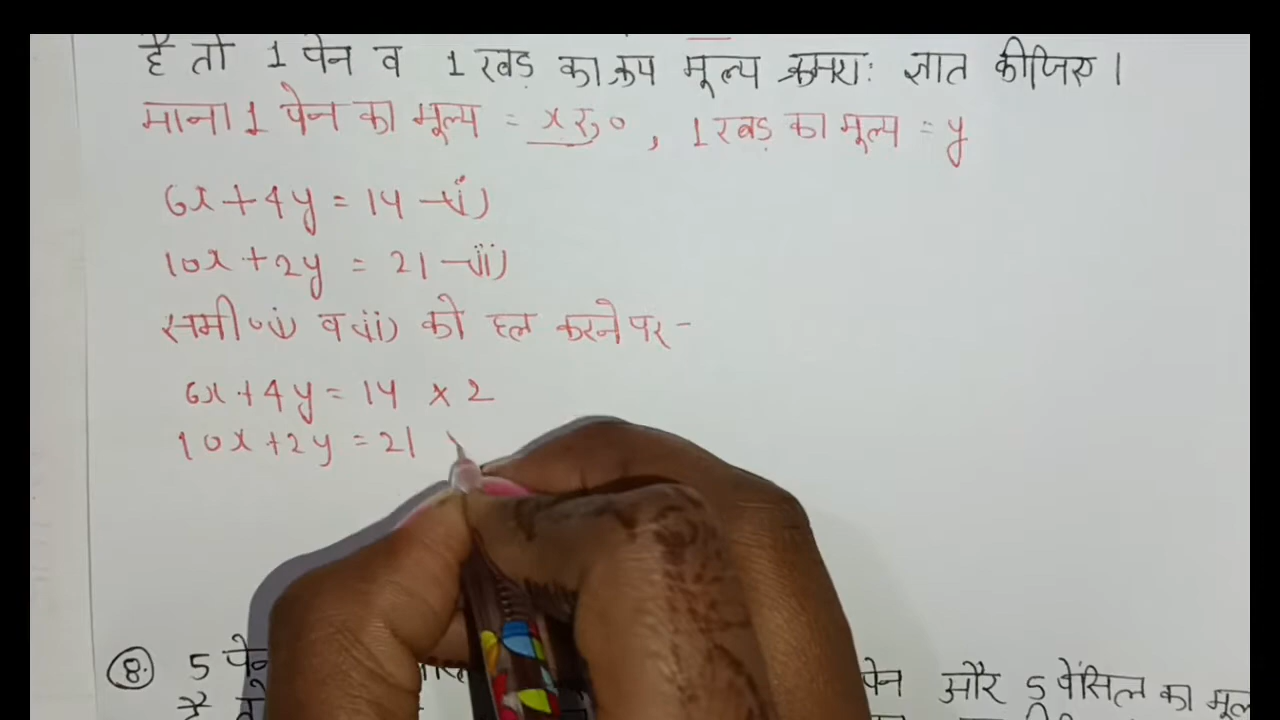 है तो 1 पेन व 1 रबड़ का क्रय मूल्य क्रमशः ज्ञात कीजिए।
माना 1 पेन का मूल्य = x रु०, 1 रबड़ का मूल्य = y
6x+4y = 14 -(i)
10x+2y = 21 -(ii)
समी०(i) व(ii) को हल करने पर -
6x+4y = 14 × 2
10x+2y = 21
8. 5 पेन पेन और 5 पेंसिल का मूल
है